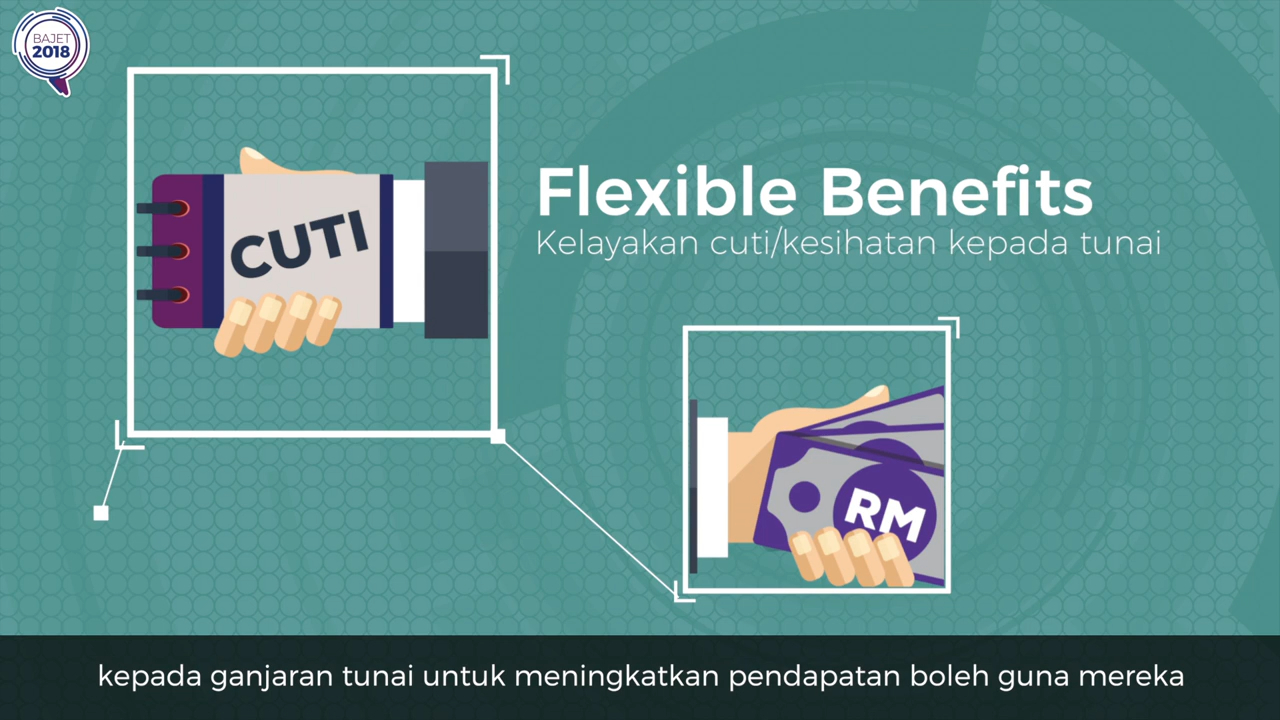 BAJET
2018
CUTI
Flexible Benefits
Kelayakan cuti/kesihatan kepada tunai
RM
kepada ganjaran tunai untuk meningkatkan pendapatan boleh guna mereka